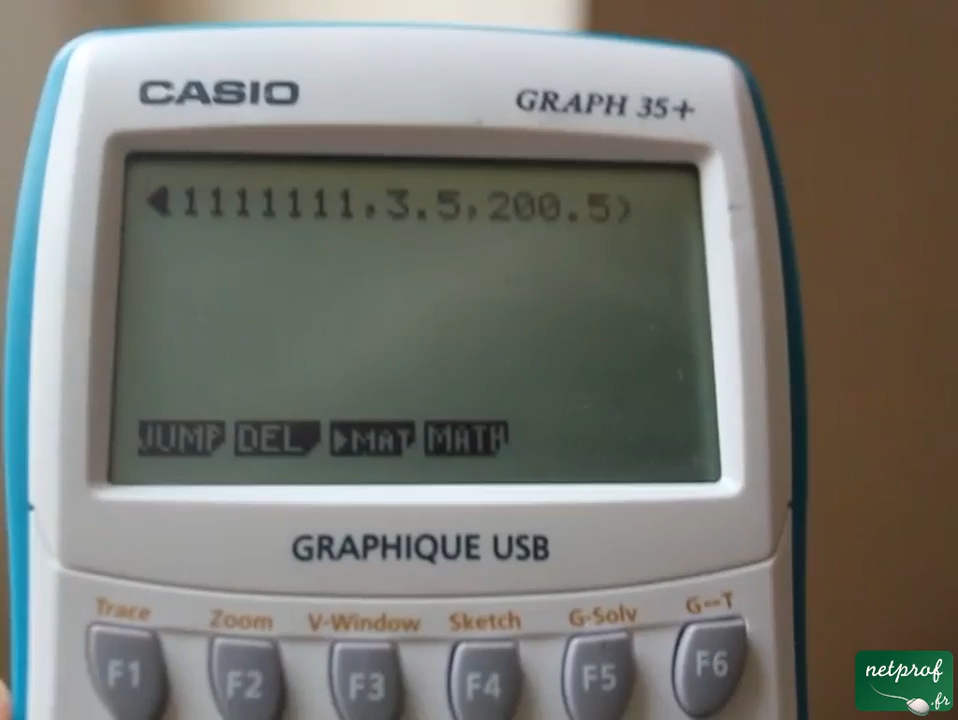 CASIO
GRAPH 35+
◀1111111,3.5,200.5)
JUMP DEL ▶MAT MATH
GRAPHIQUE USB
Trace Zoom V-Window Sketch G-Solv G↔T
F1 F2 F3 F4 F5 F6
netprof
.fr